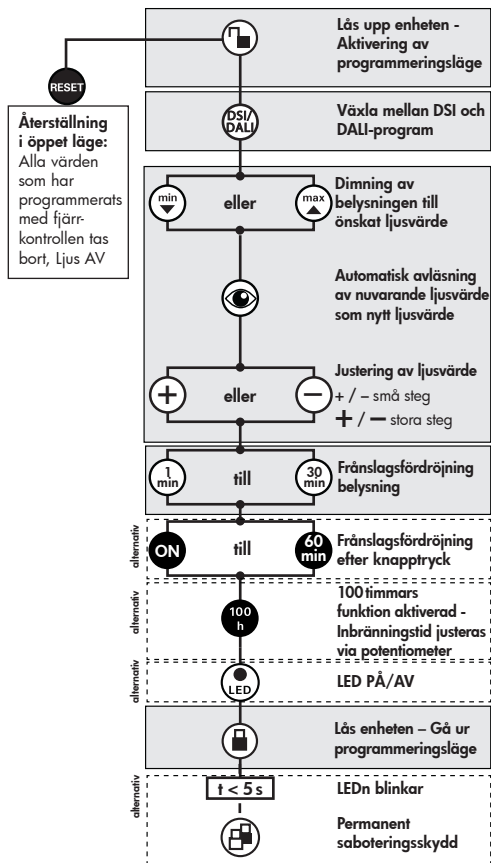 Lås upp enheten -
Aktivering av
programmeringsläge
RESET
Återställning
i öppet läge:
Alla värden
som har
programmerats
med fjärr-
kontrollen tas
bort, Ljus AV
DSI/
DALI
Växla mellan DSI och
DALI-program
min
eller
max
Dimning av
belysningen till
önskat ljusvärde
Automatisk avläsning
av nuvarande ljusvärde
som nytt ljusvärde
+
eller
–
Justering av ljusvärde
+ / – små steg
+ / – stora steg
1
min
till
30
min
Frånslagsfördröjning
belysning
alternativ
ON
till
60
min
Frånslagsfördröjning
efter knapptryck
alternativ
100
h
100 timmars
funktion aktiverad -
Inbränningstid justeras
via potentiometer
alternativ
LED
LED PÅ/AV
Lås enheten – Gå ur
programmeringsläge
alternativ
t < 5 s
LEDn blinkar
Permanent
saboteringsskydd